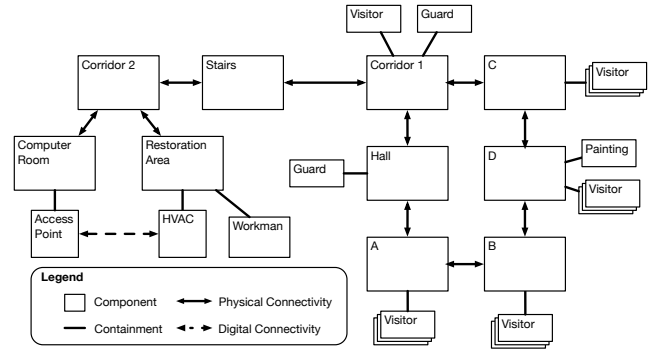 Visitor
Guard
Corridor 2
Stairs
Corridor 1
C
Visitor
Computer
Room
Restoration
Area
Guard
Hall
D
Painting
Visitor
Access
Point
HVAC
Workman
A
B
Visitor
Visitor
Legend
Component
Physical Connectivity
Containment
Digital Connectivity